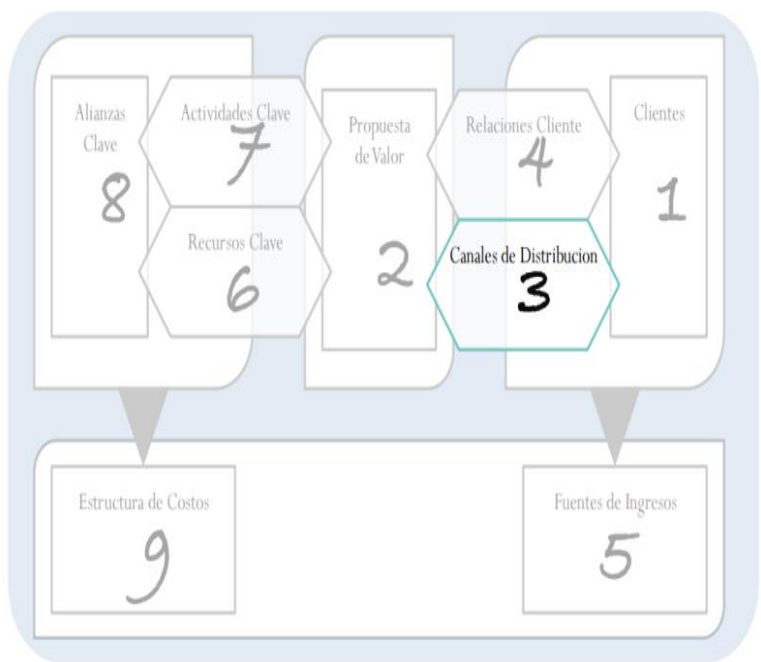 Alianzas
Clave
8
Actividades Clave
7
Recursos Clave
6
Propuesta
de Valor
2
Relaciones Cliente
4
Canales de Distribucion
3
Clientes
1
Estructura de Costos
9
Fuentes de Ingresos
5